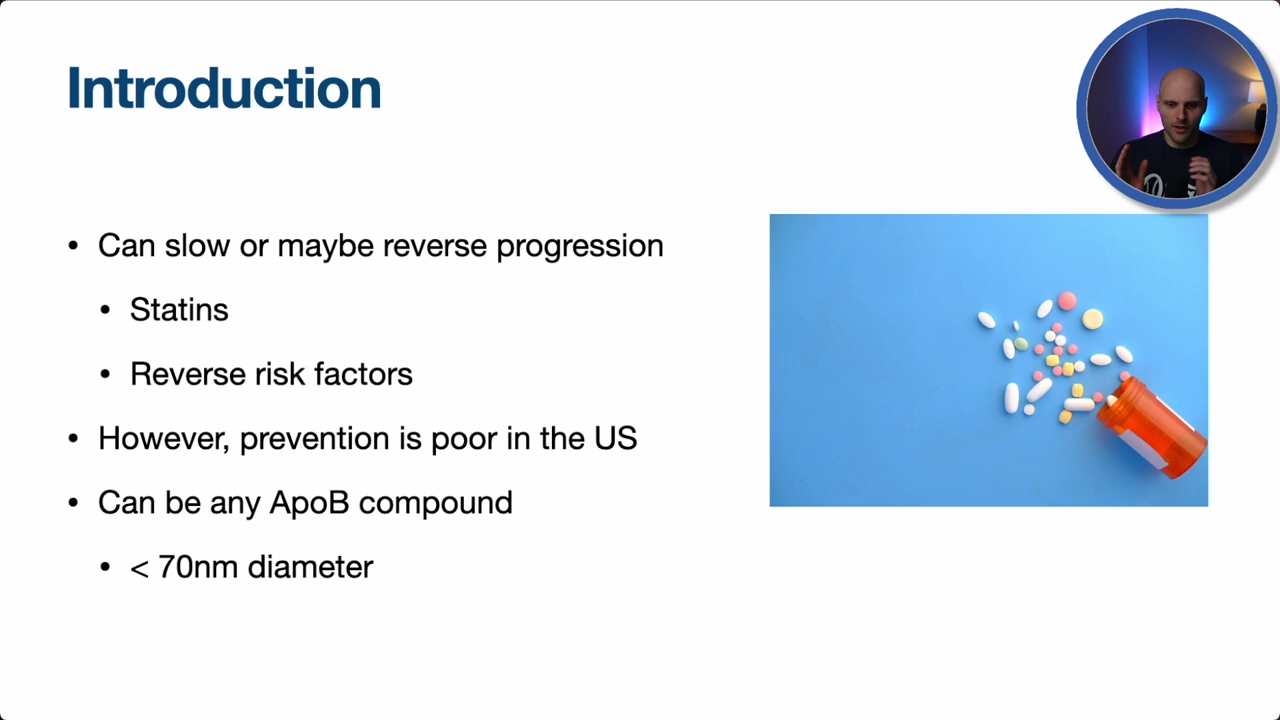 Introduction
• Can slow or maybe reverse progression
• Statins
• Reverse risk factors
• However, prevention is poor in the US
• Can be any ApoB compound
• < 70nm diameter